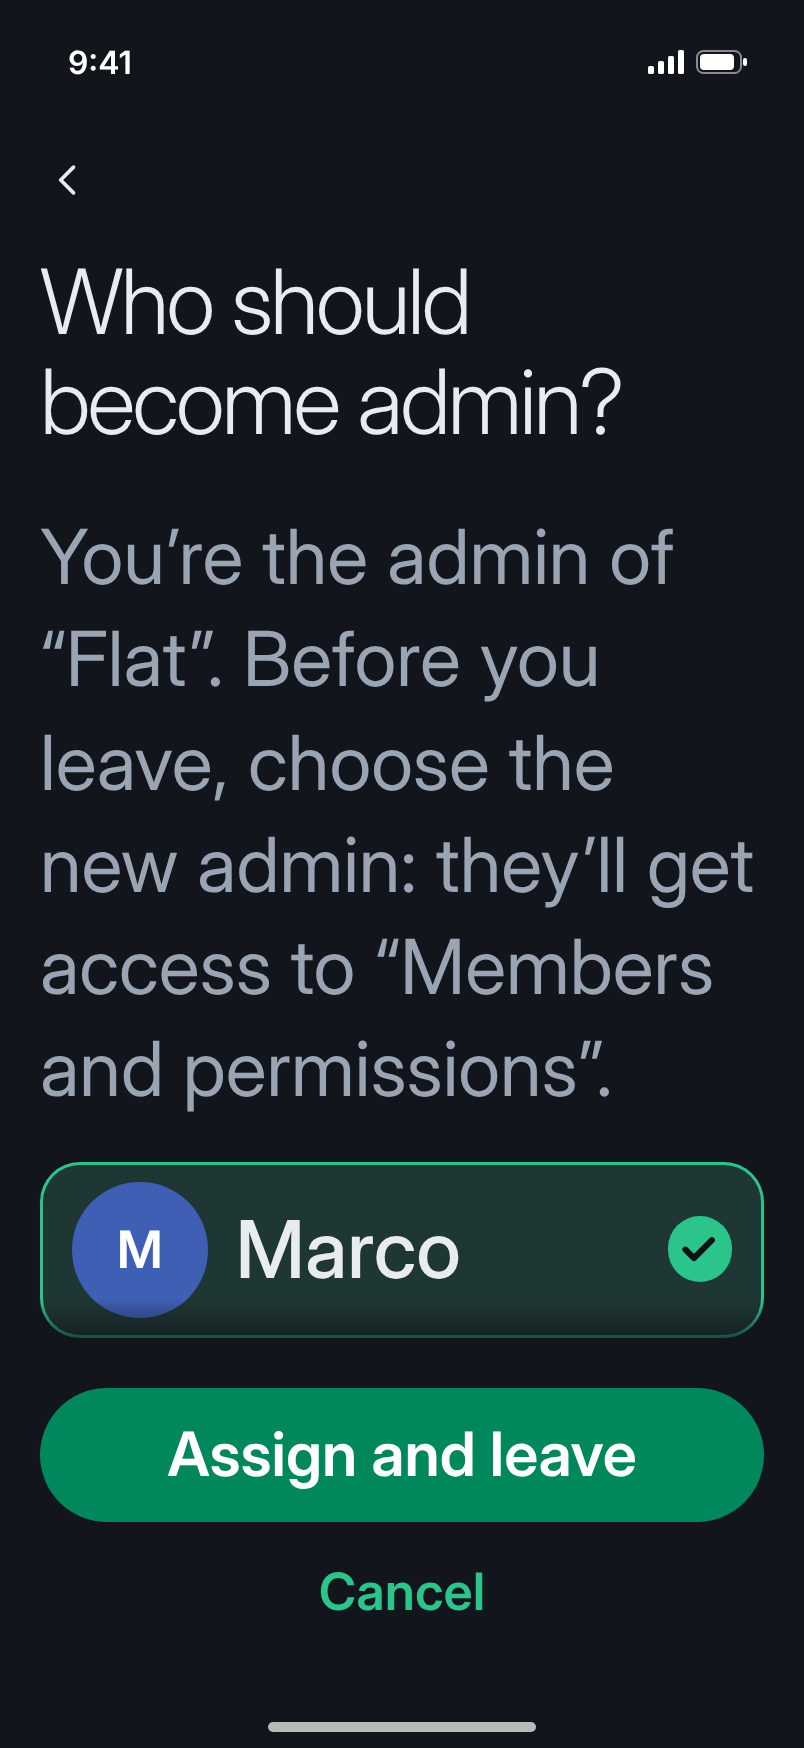 9:41
Who should
become admin?
You’re the admin of
“Flat”. Before you
leave, choose the
new admin: they’ll get
access to “Members
and permissions”.
M
Marco
Assign and leave
Cancel